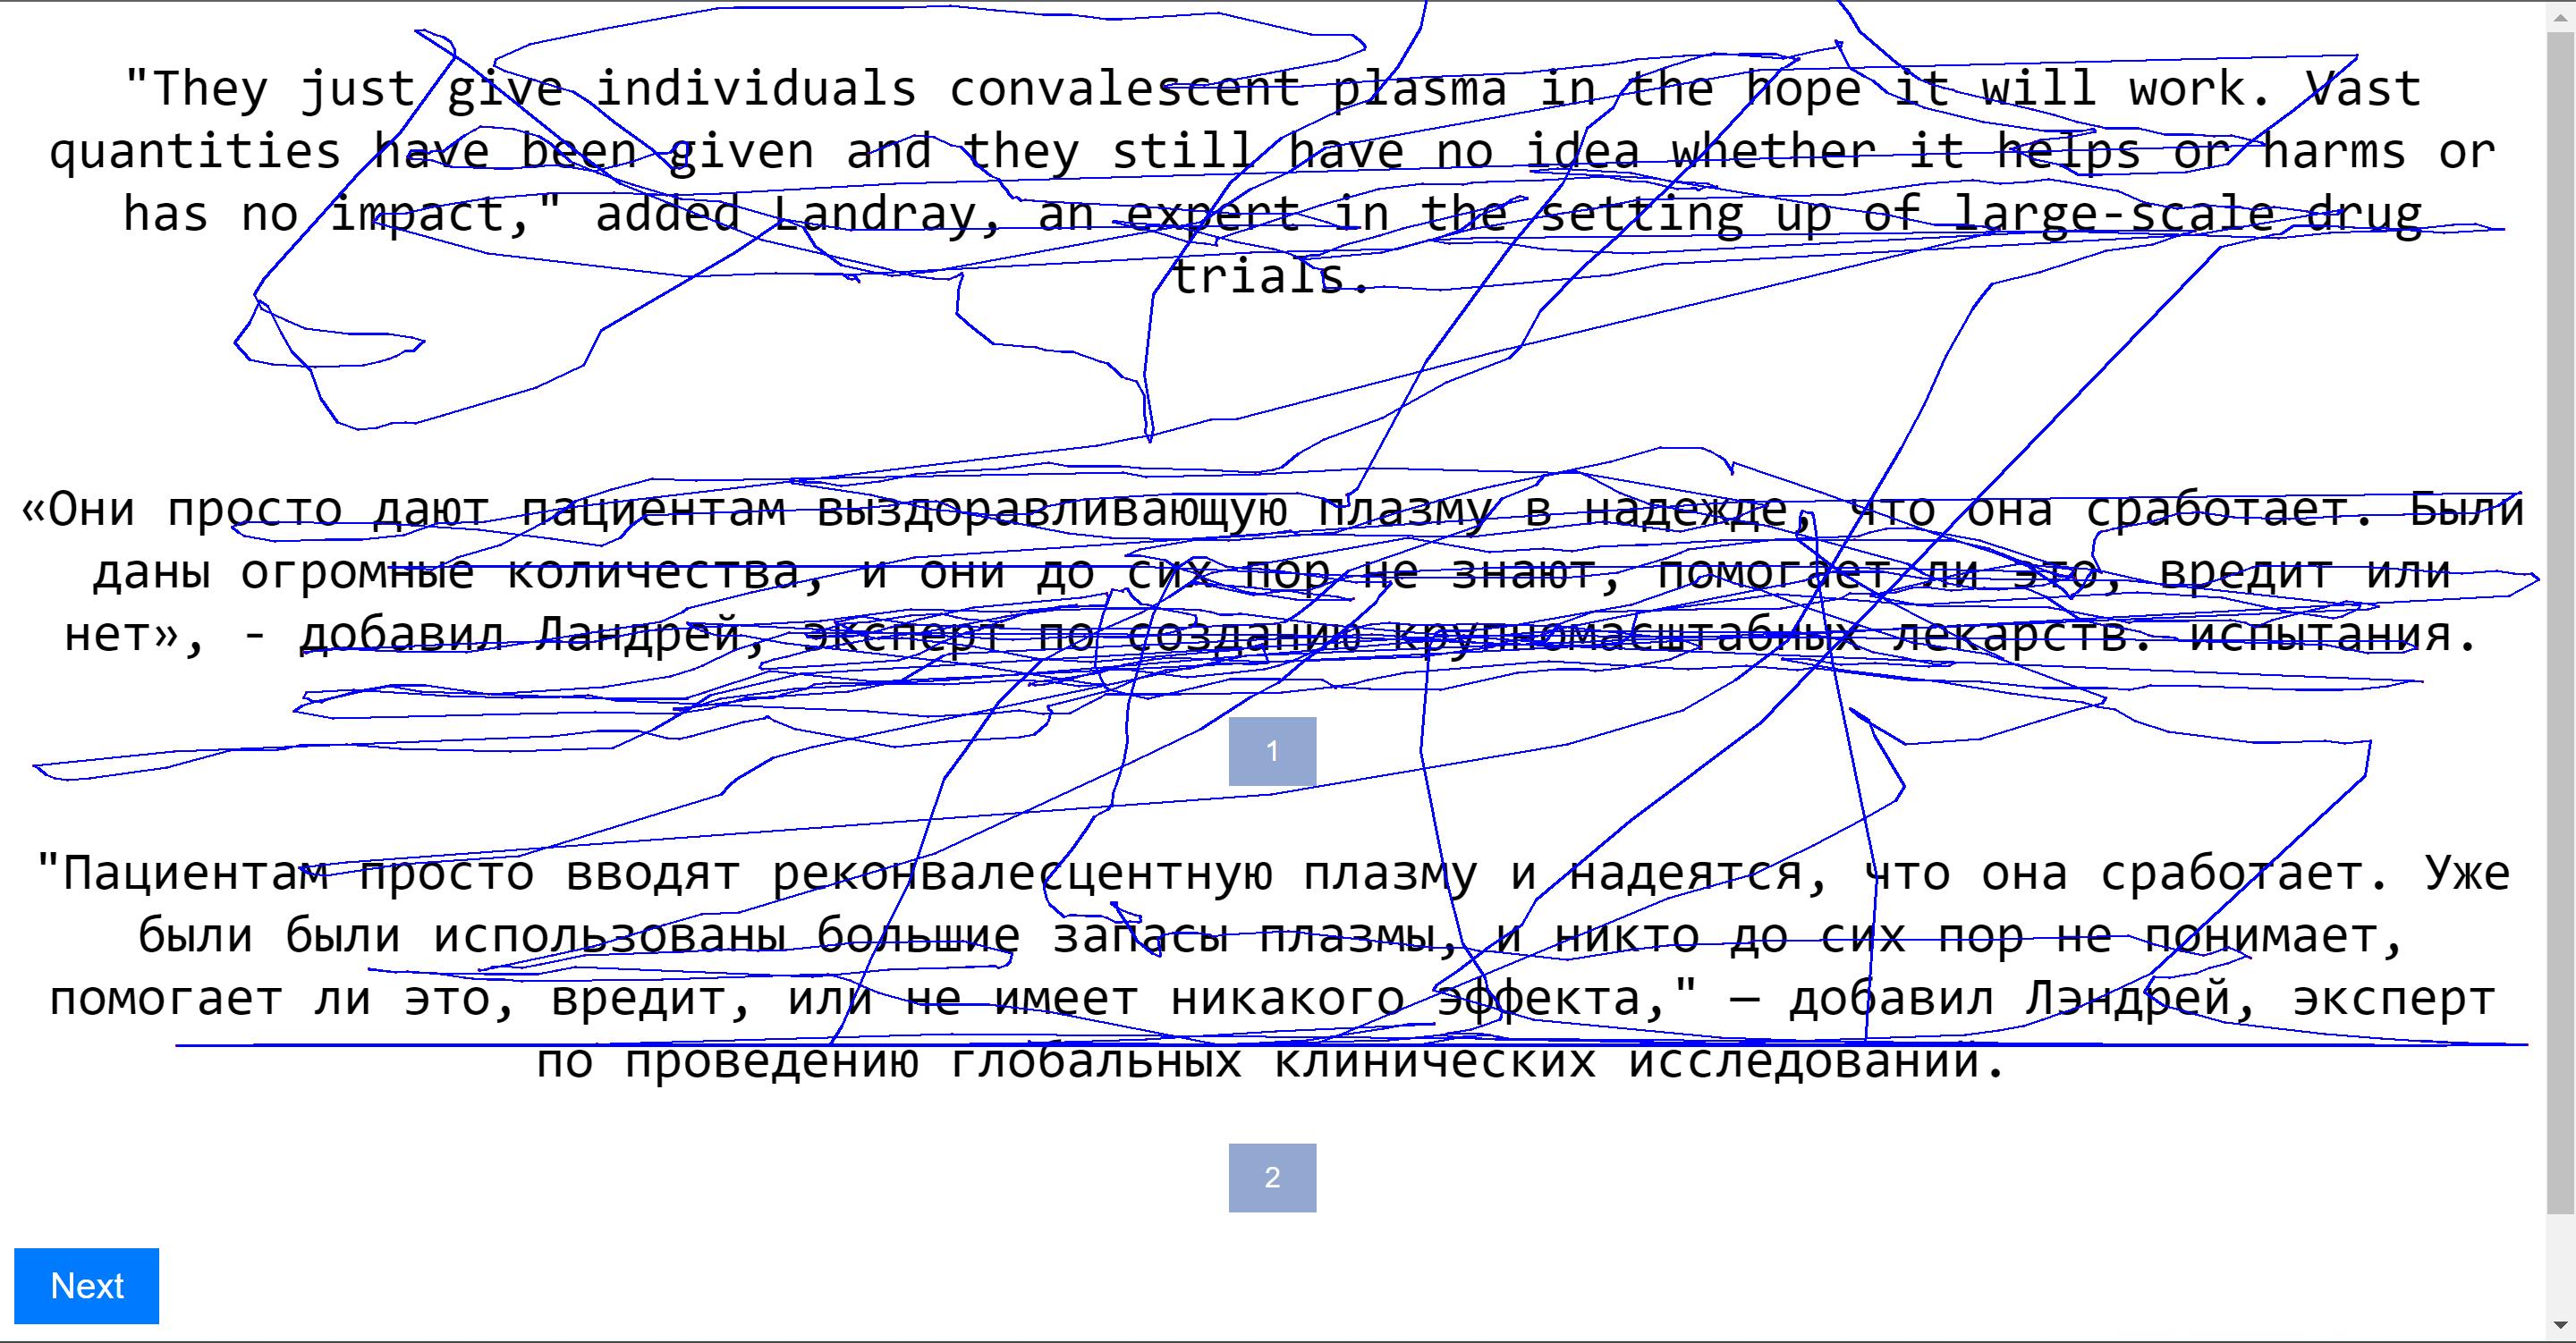 "They just give individuals convalescent plasma in the hope it will work. Vast
quantities have been given and they still have no idea whether it helps or harms or
has no impact," added Landray, an expert in the setting up of large-scale drug
trials.
«Они просто дают пациентам выздоравливающую плазму в надежде, что она сработает. Были
даны огромные количества, и они до сих пор не знают, помогает ли это, вредит или
нет», - добавил Ландрей, эксперт по созданию крупномасштабных лекарств. испытания.
1
"Пациентам просто вводят реконвалесцентную плазму и надеятся, что она сработает. Уже
были были использованы большие запасы плазмы, и никто до сих пор не понимает,
помогает ли это, вредит, или не имеет никакого эффекта," — добавил Лэндрей, эксперт
по проведению глобальных клинических исследований.
2
Next